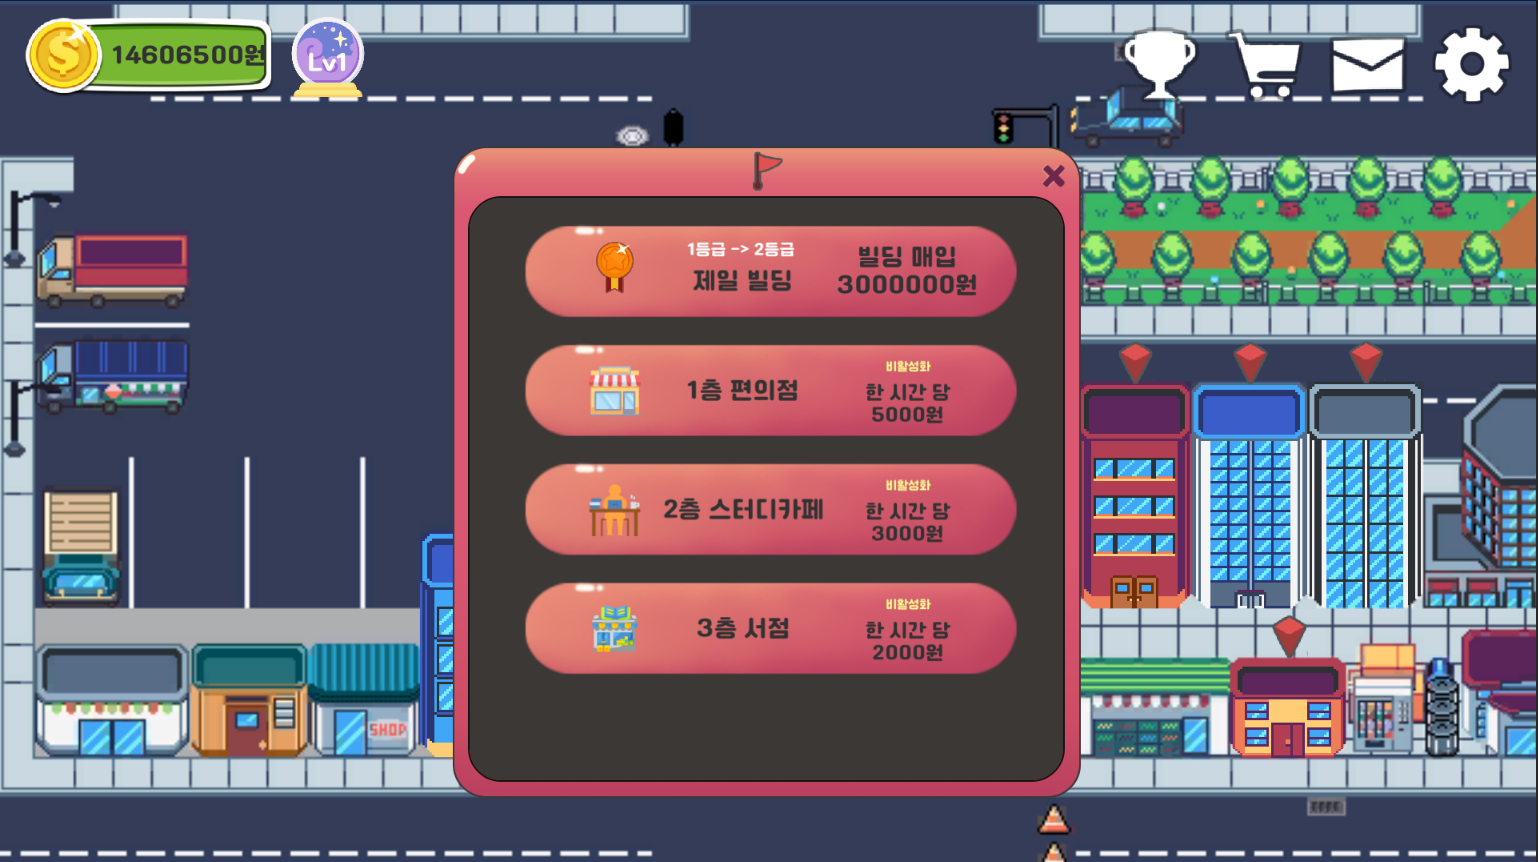 14606500원
Lv1
1등급 -> 2등급
제일 빌딩
빌딩 매입
3000000원
1층 편의점
비활성화
한 시간 당
5000원
2층 스터디카페
비활성화
한 시간 당
3000원
3층 서점
비활성화
한 시간 당
2000원
SHOP